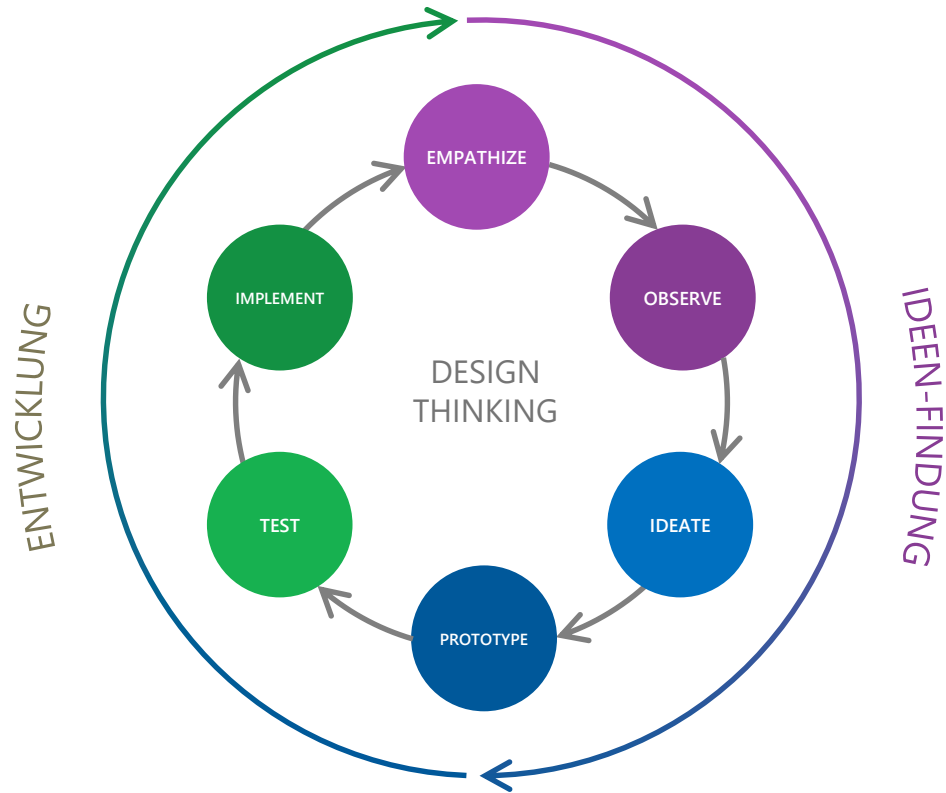 EMPATHIZE
OBSERVE
IDEATE
PROTOTYPE
TEST
IMPLEMENT
DESIGN
THINKING
ENTWICKLUNG
IDEEN-FINDUNG